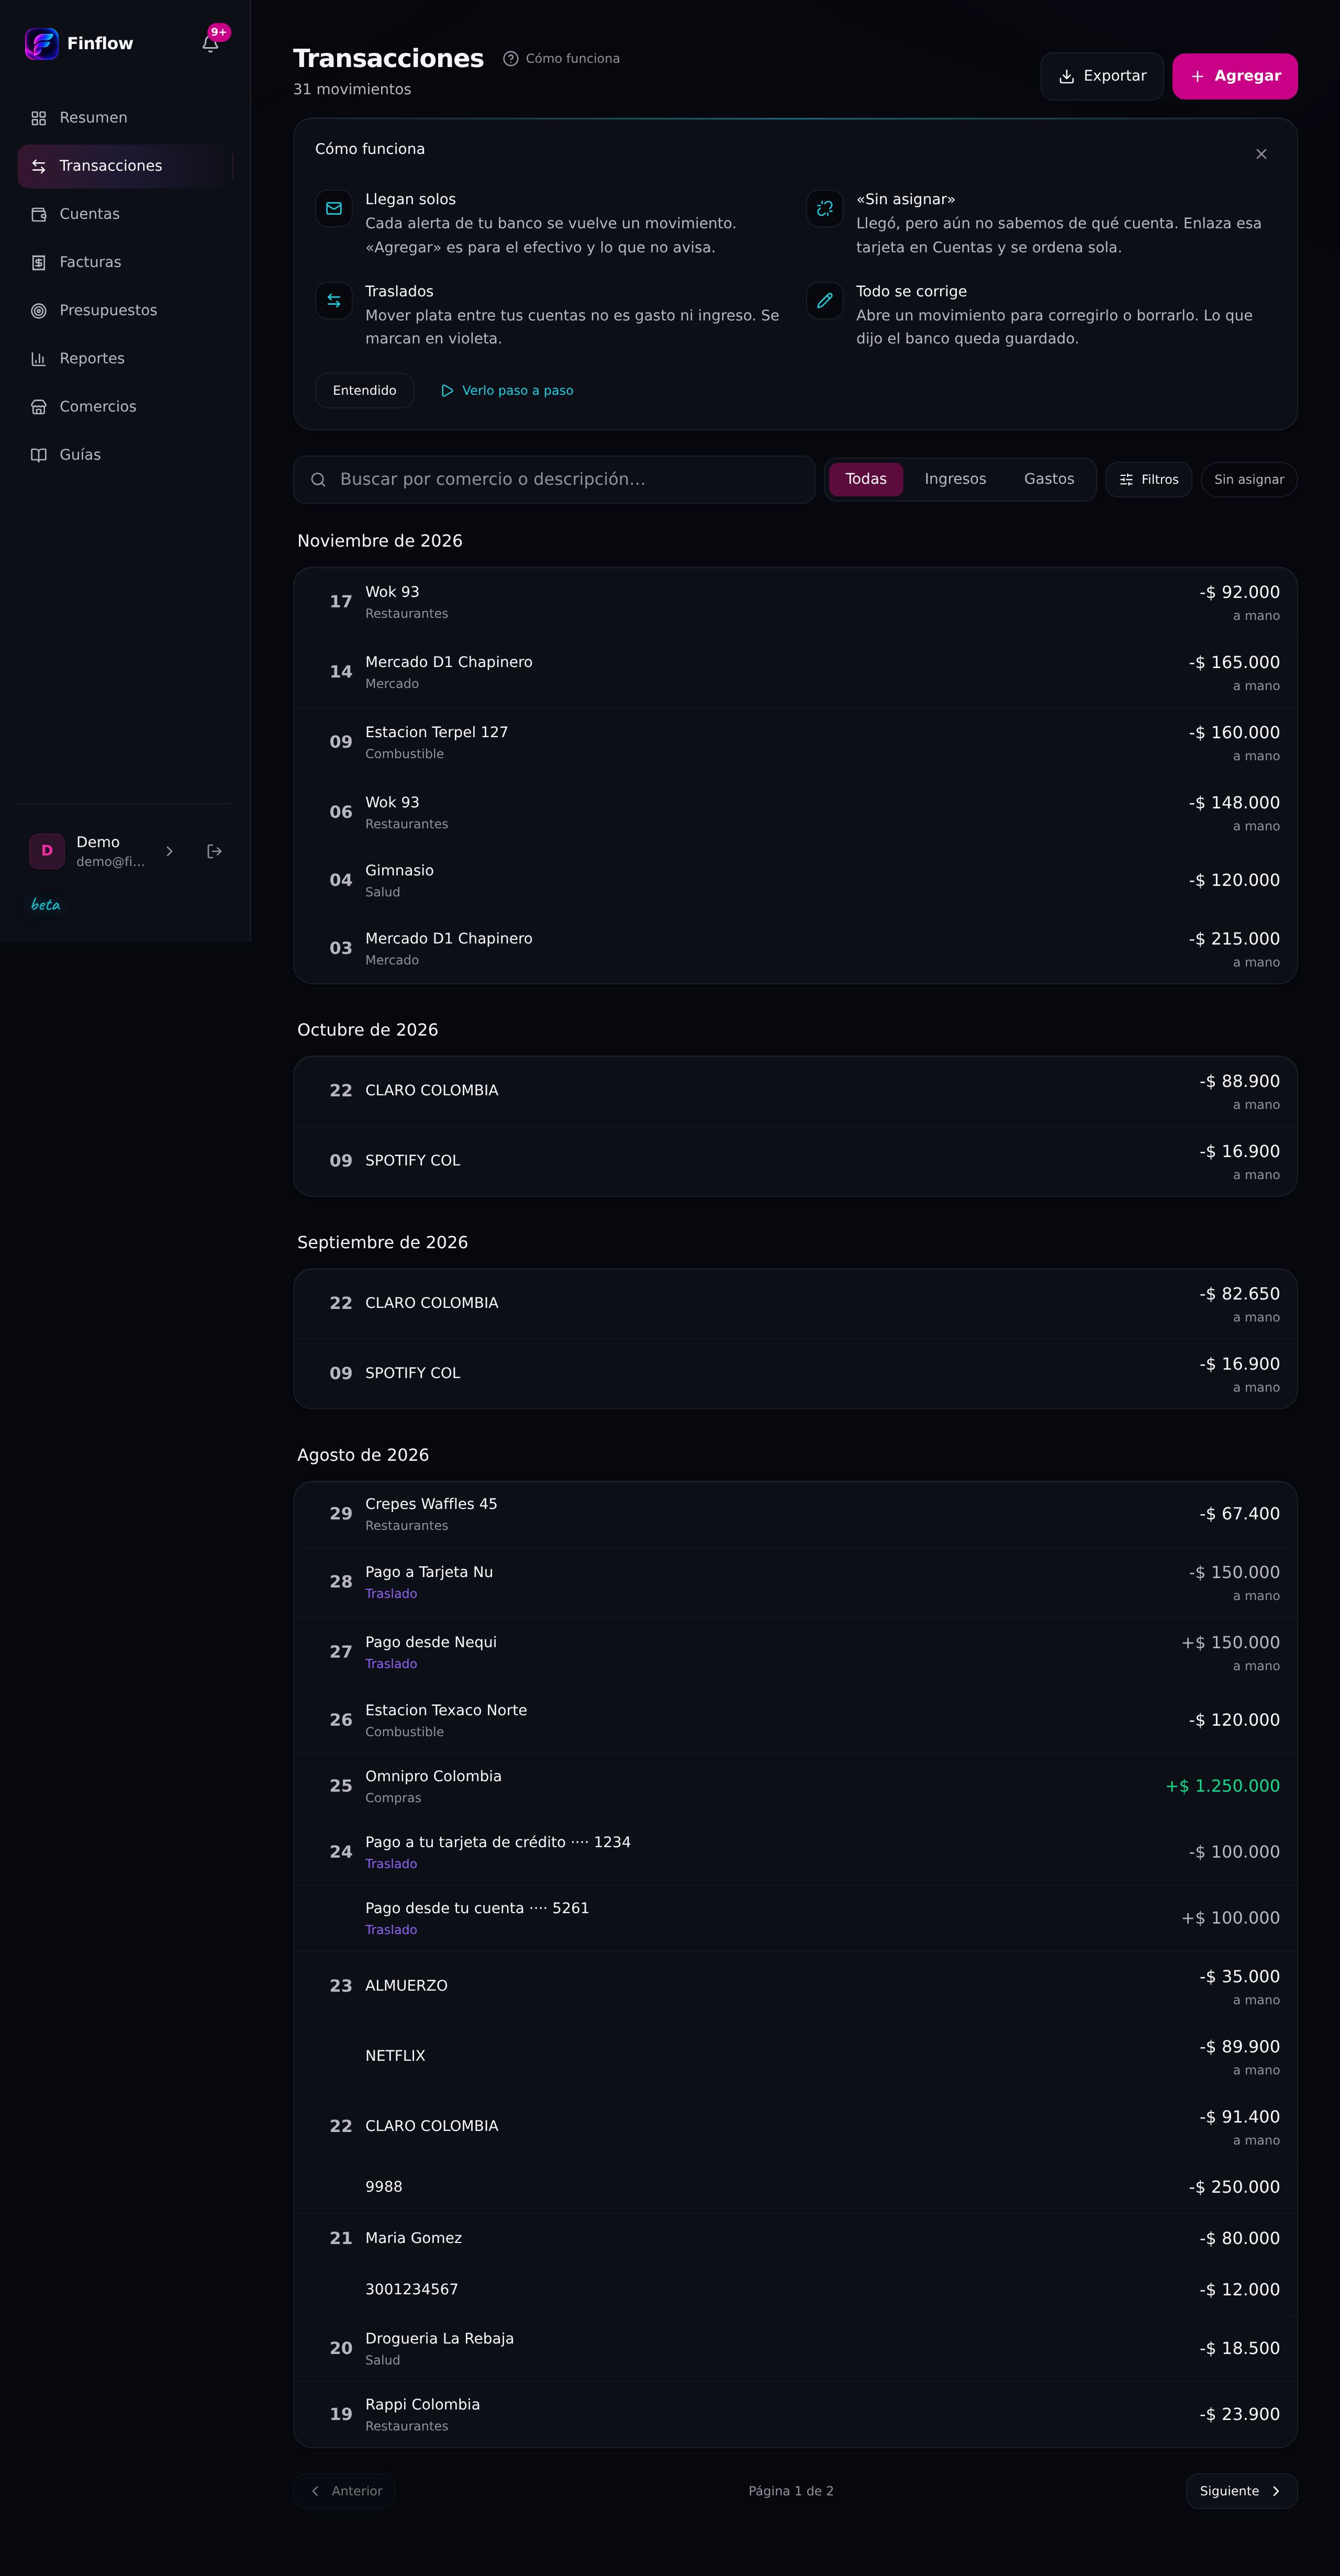 Finflow
9+
Resumen
Transacciones
Cuentas
Facturas
Presupuestos
Reportes
Comercios
Guías
D
Demo
demo@fi...
beta
Transacciones
Cómo funciona
31 movimientos
Exportar
Agregar
Cómo funciona
Llegan solos
Cada alerta de tu banco se vuelve un movimiento.
«Agregar» es para el efectivo y lo que no avisa.
«Sin asignar»
Llegó, pero aún no sabemos de qué cuenta. Enlaza esa
tarjeta en Cuentas y se ordena sola.
Traslados
Mover plata entre tus cuentas no es gasto ni ingreso. Se
marcan en violeta.
Todo se corrige
Abre un movimiento para corregirlo o borrarlo. Lo que
dijo el banco queda guardado.
Entendido
Verlo paso a paso
Buscar por comercio o descripción...
Todas
Ingresos
Gastos
Filtros
Sin asignar
Noviembre de 2026
17
Wok 93
Restaurantes
-$ 92.000
a mano
14
Mercado D1 Chapinero
Mercado
-$ 165.000
a mano
09
Estacion Terpel 127
Combustible
-$ 160.000
a mano
06
Wok 93
Restaurantes
-$ 148.000
a mano
04
Gimnasio
Salud
-$ 120.000
03
Mercado D1 Chapinero
Mercado
-$ 215.000
a mano
Octubre de 2026
22
CLARO COLOMBIA
-$ 88.900
a mano
09
SPOTIFY COL
-$ 16.900
a mano
Septiembre de 2026
22
CLARO COLOMBIA
-$ 82.650
a mano
09
SPOTIFY COL
-$ 16.900
a mano
Agosto de 2026
29
Crepes Waffles 45
Restaurantes
-$ 67.400
28
Pago a Tarjeta Nu
Traslado
-$ 150.000
a mano
27
Pago desde Nequi
Traslado
+$ 150.000
a mano
26
Estacion Texaco Norte
Combustible
-$ 120.000
25
Omnipro Colombia
Compras
+$ 1.250.000
24
Pago a tu tarjeta de crédito ···· 1234
Traslado
-$ 100.000
Pago desde tu cuenta ···· 5261
Traslado
+$ 100.000
23
ALMUERZO
-$ 35.000
a mano
NETFLIX
-$ 89.900
a mano
22
CLARO COLOMBIA
-$ 91.400
a mano
9988
-$ 250.000
21
Maria Gomez
-$ 80.000
3001234567
-$ 12.000
20
Drogueria La Rebaja
Salud
-$ 18.500
19
Rappi Colombia
Restaurantes
-$ 23.900
Anterior
Página 1 de 2
Siguiente